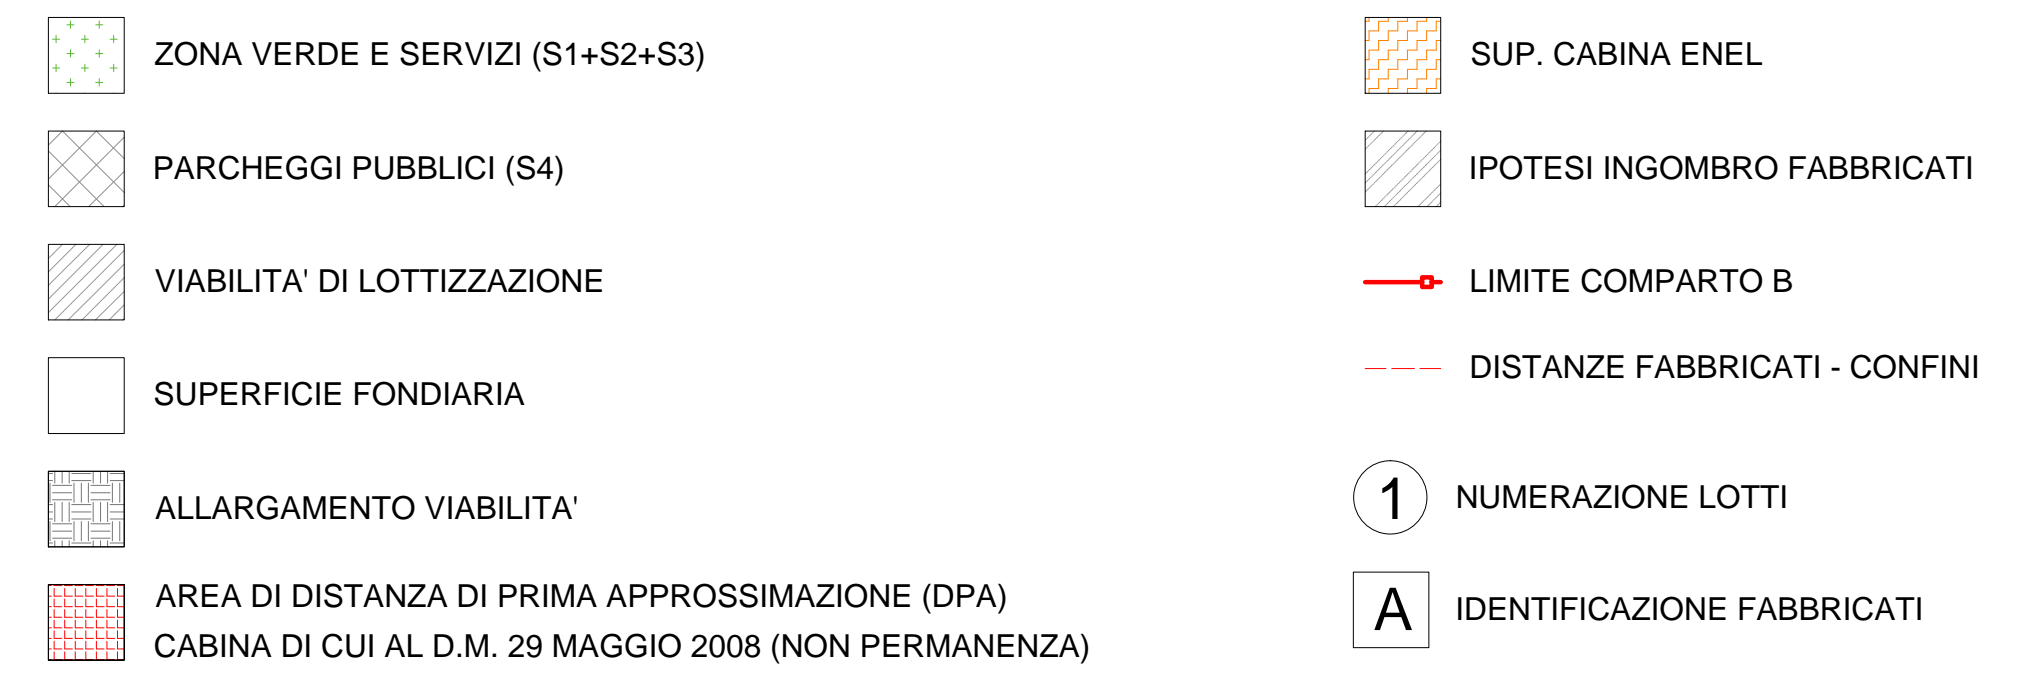 ZONA VERDE E SERVIZI (S1+S2+S3)
PARCHEGGI PUBBLICI (S4)
VIABILITA' DI LOTTIZZAZIONE
SUPERFICIE FONDIARIA
ALLARGAMENTO VIABILITA'
AREA DI DISTANZA DI PRIMA APPROSSIMAZIONE (DPA)
CABINA DI CUI AL D.M. 29 MAGGIO 2008 (NON PERMANENZA)
SUP. CABINA ENEL
IPOTESI INGOMBRO FABBRICATI
LIMITE COMPARTO B
DISTANZE FABBRICATI - CONFINI
1 NUMERAZIONE LOTTI
A IDENTIFICAZIONE FABBRICATI